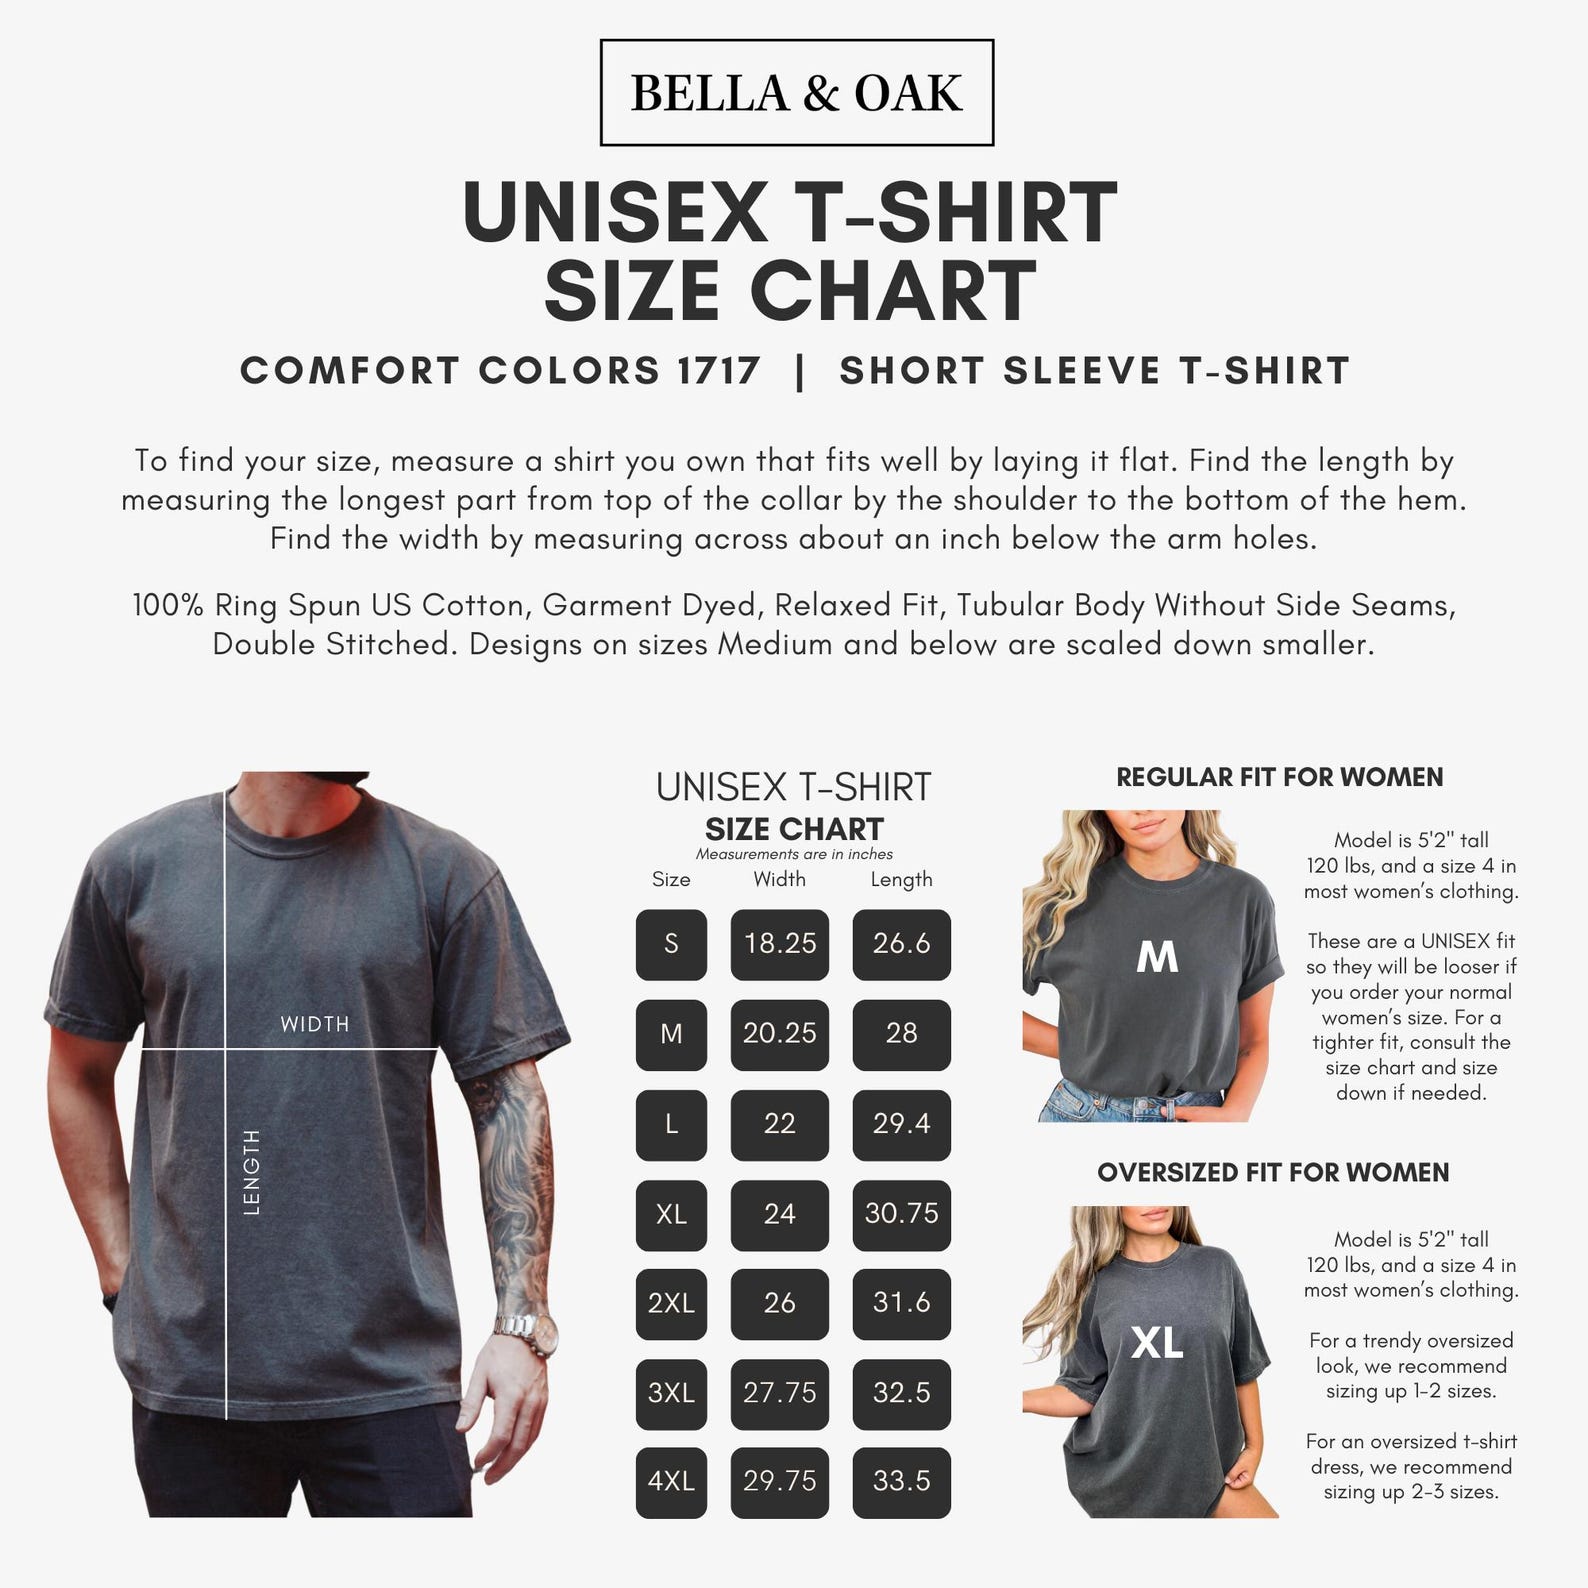 BELLA & OAK
UNISEX T-SHIRT
SIZE CHART
COMFORT COLORS 1717 | SHORT SLEEVE T-SHIRT
To find your size, measure a shirt you own that fits well by laying it flat. Find the length by
measuring the longest part from top of the collar by the shoulder to the bottom of the hem.
Find the width by measuring across about an inch below the arm holes.
100% Ring Spun US Cotton, Garment Dyed, Relaxed Fit, Tubular Body Without Side Seams,
Double Stitched. Designs on sizes Medium and below are scaled down smaller.
WIDTH
LENGTH
UNISEX T-SHIRT
SIZE CHART
Measurements are in inches
Size Width Length
S 18.25 26.6
M 20.25 28
L 22 29.4
XL 24 30.75
2XL 26 31.6
3XL 27.75 32.5
4XL 29.75 33.5
REGULAR FIT FOR WOMEN
M
Model is 5'2" tall
120 lbs, and a size 4 in
most women's clothing.
These are a UNISEX fit
so they will be looser if
you order your normal
women's size. For a
tighter fit, consult the
size chart and size
down if needed.
OVERSIZED FIT FOR WOMEN
XL
Model is 5'2" tall
120 lbs, and a size 4 in
most women's clothing.
For a trendy oversized
look, we recommend
sizing up 1-2 sizes.
For an oversized t-shirt
dress, we recommend
sizing up 2-3 sizes.